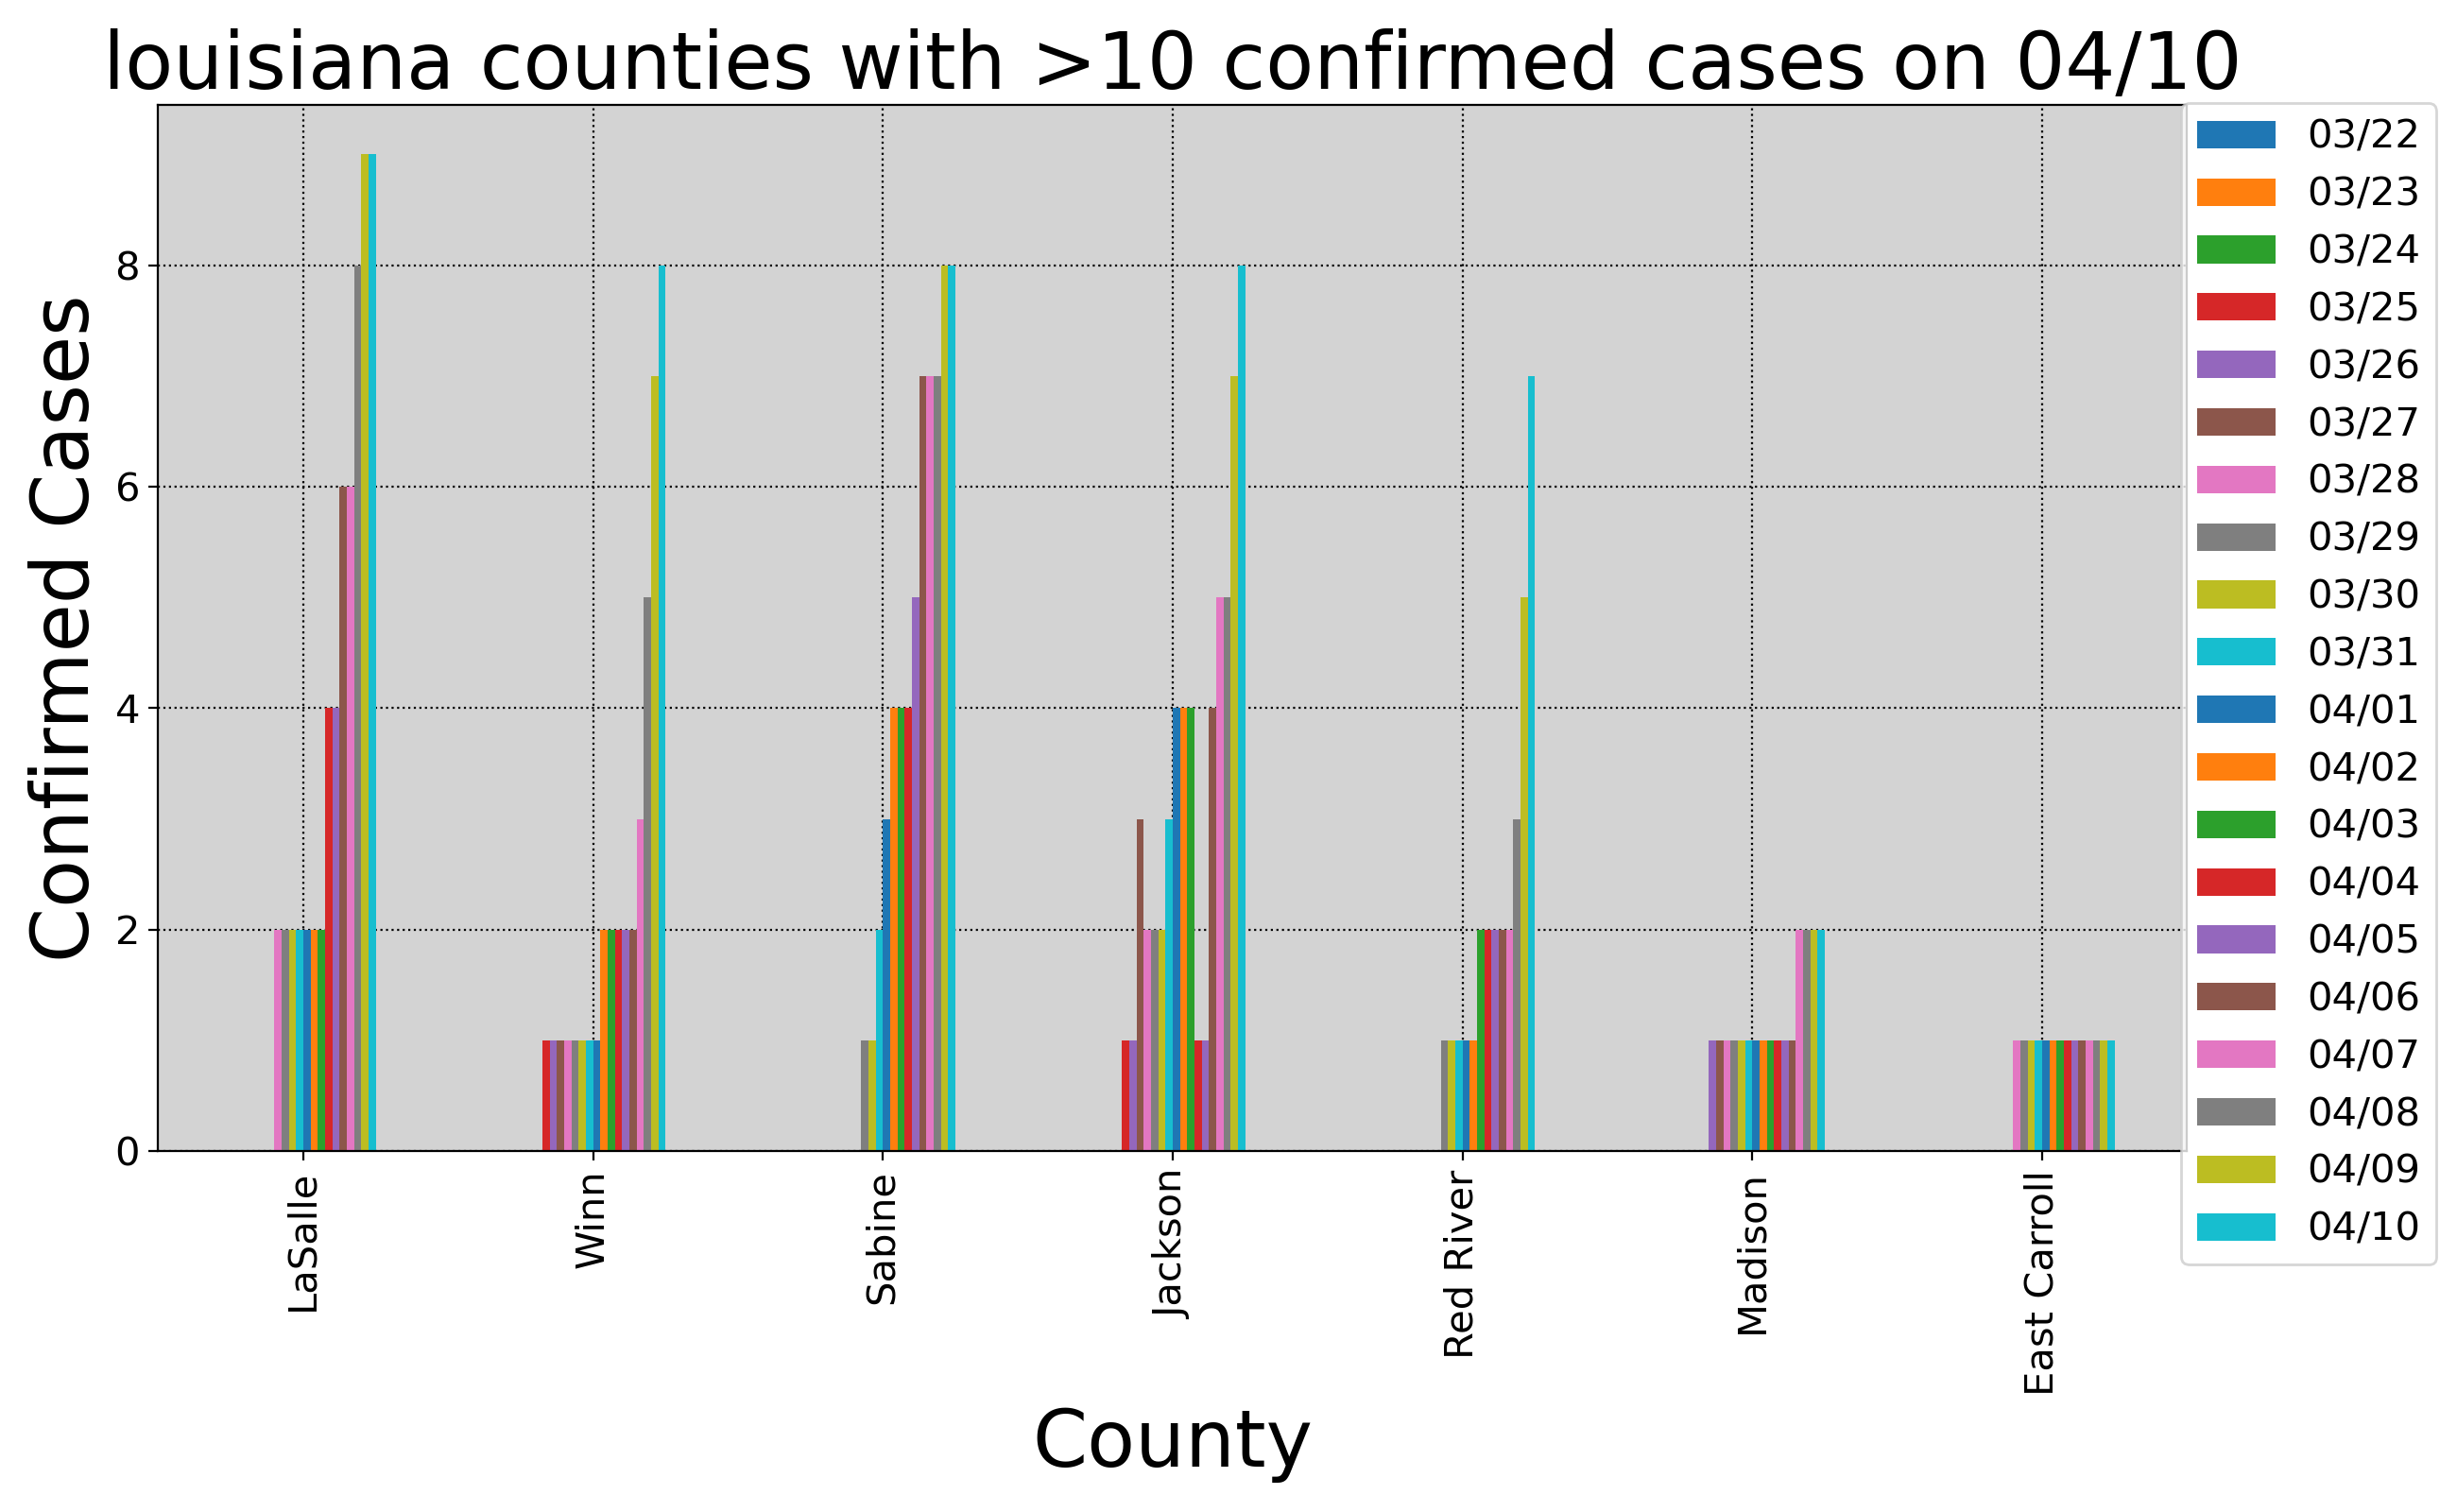 louisiana counties with >10 confirmed cases on 04/10
Confirmed Cases
8
6
4
2
0
LaSalle
Winn
Sabine
Jackson
Red River
Madison
East Carroll
County
03/22
03/23
03/24
03/25
03/26
03/27
03/28
03/29
03/30
03/31
04/01
04/02
04/03
04/04
04/05
04/06
04/07
04/08
04/09
04/10